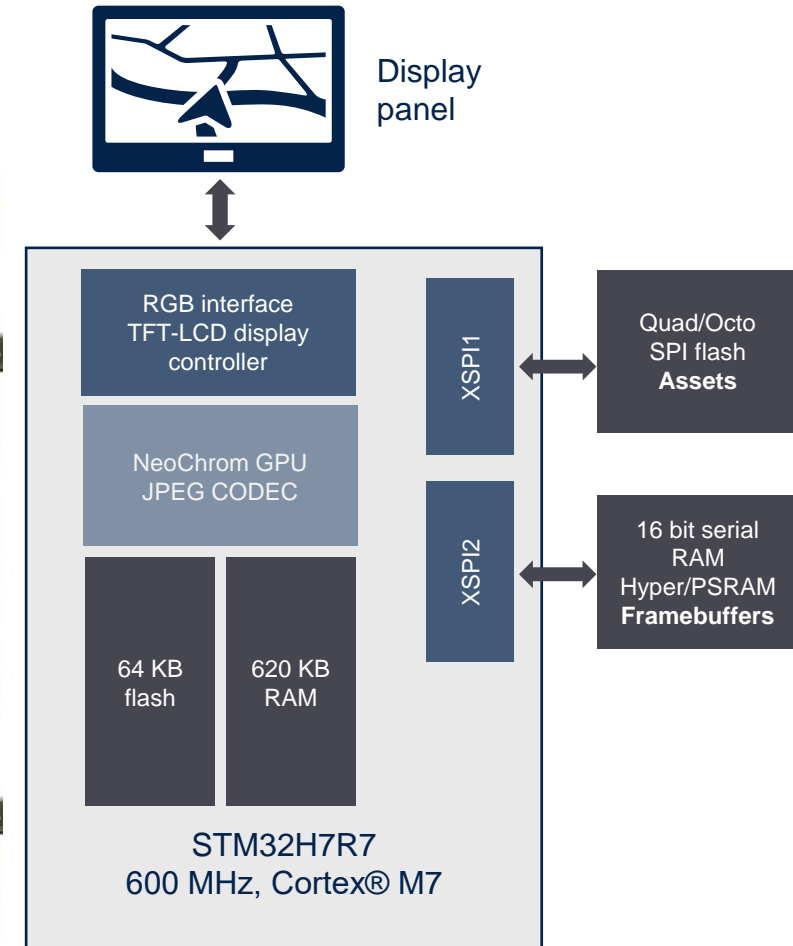 Display
panel
RGB interface
TFT-LCD display
controller
NeoChrom GPU
JPEG CODEC
64 KB
flash
620 KB
RAM
XSPI1
XSPI2
Quad/Octo
SPI flash
Assets
16 bit serial
RAM
Hyper/PSRAM
Framebuffers
STM32H7R7
600 MHz, Cortex® M7